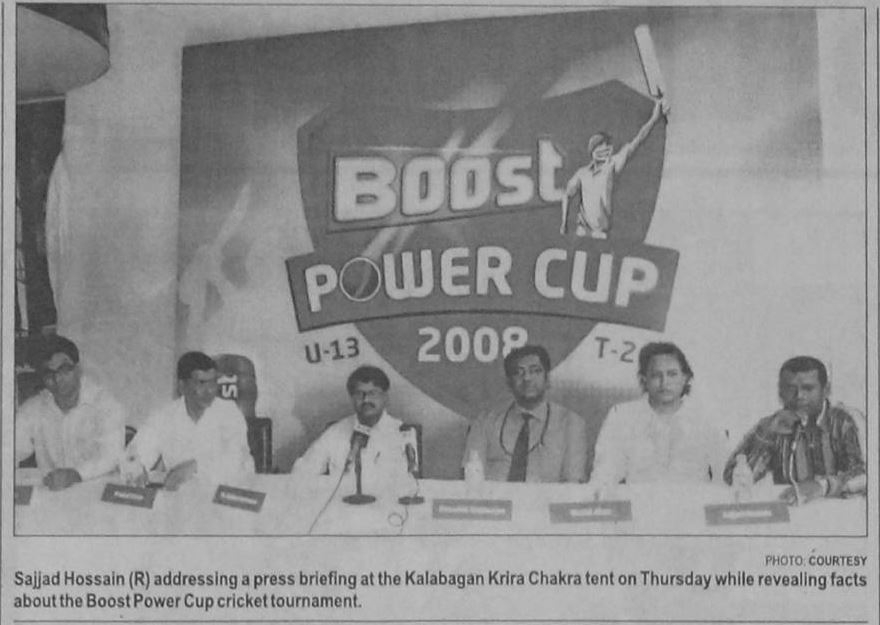 Boost
POWER CUP
2008
U-13
T-2
PHOTO: COURTESY
Sajjad Hossain (R) addressing a press briefing at the Kalabagan Krira Chakra tent on Thursday while revealing facts
about the Boost Power Cup cricket tournament.